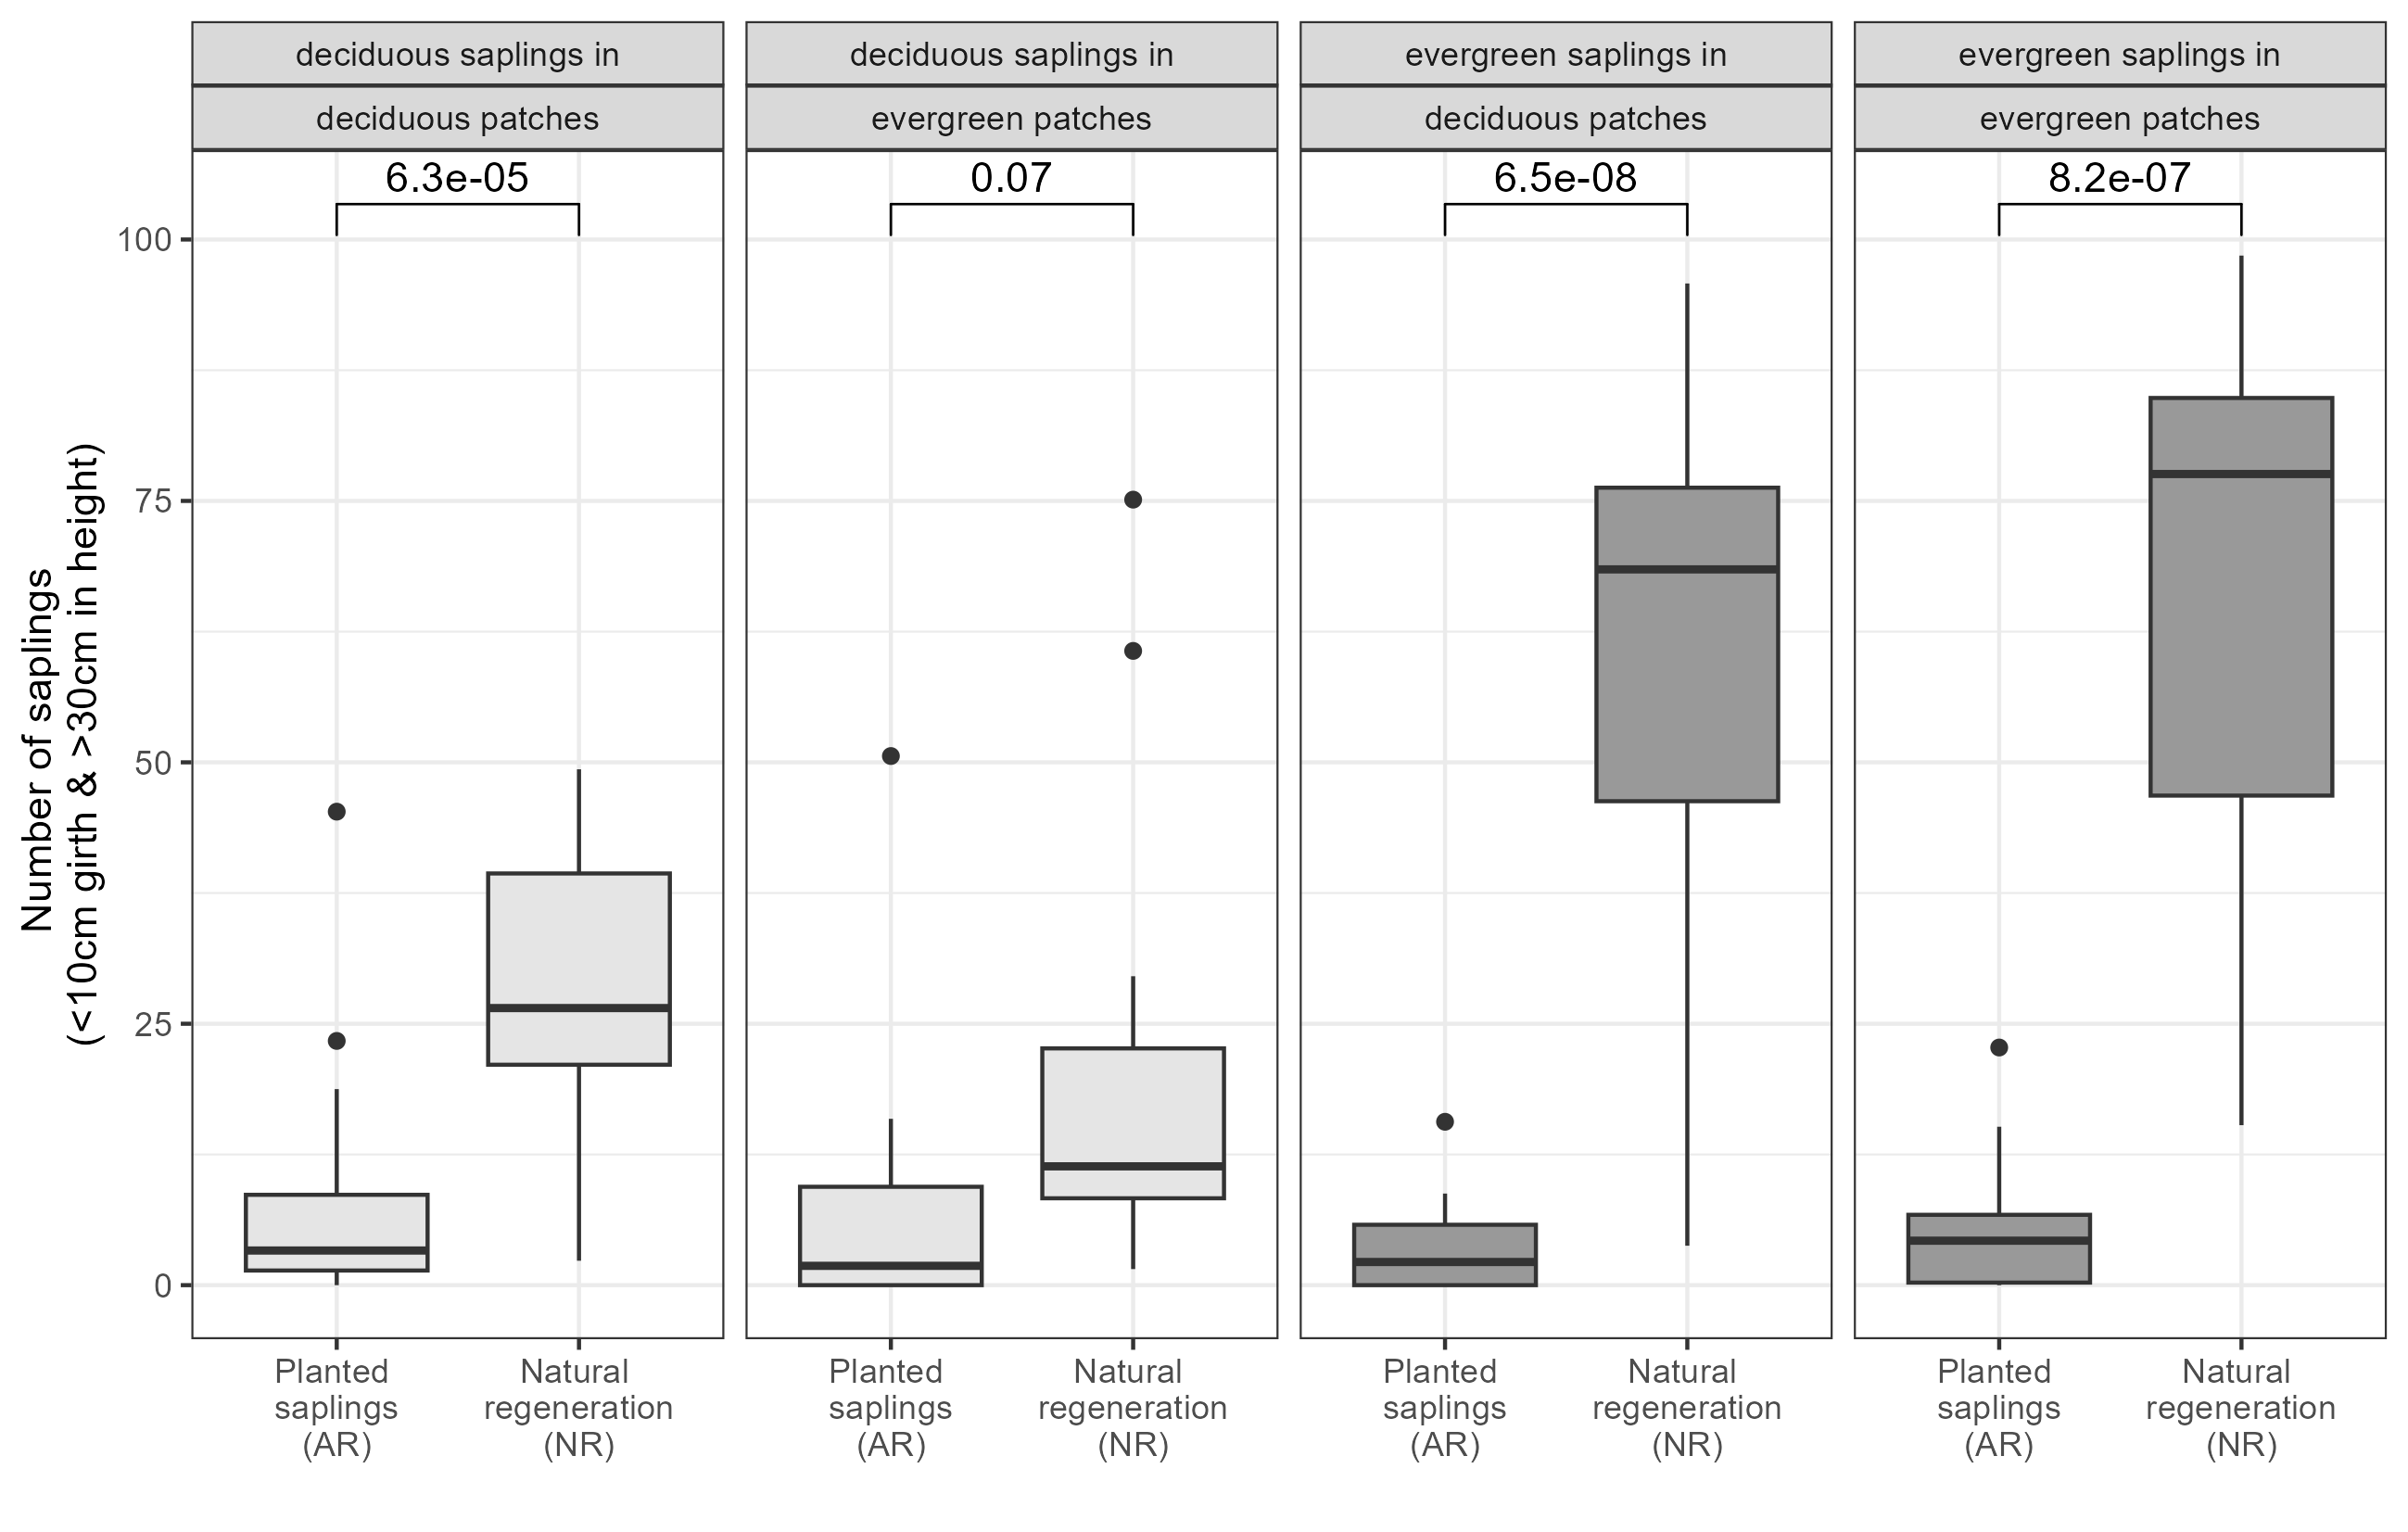 deciduous saplings in
deciduous patches
deciduous saplings in
evergreen patches
evergreen saplings in
deciduous patches
evergreen saplings in
evergreen patches
6.3e-05
0.07
6.5e-08
8.2e-07
Number of saplings
(<10cm girth & >30cm in height)
100
75
50
25
0
Planted
saplings
(AR)
Natural
regeneration
(NR)
Planted
saplings
(AR)
Natural
regeneration
(NR)
Planted
saplings
(AR)
Natural
regeneration
(NR)
Planted
saplings
(AR)
Natural
regeneration
(NR)